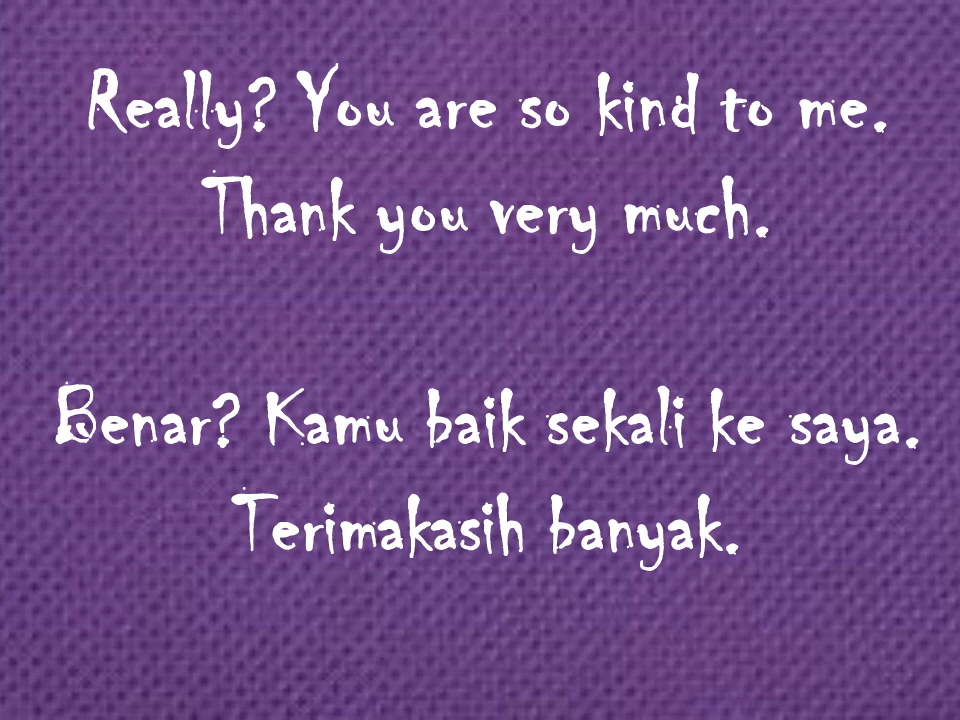 Really? You are so kind to me.
Thank you very much.
Benar? Kamu baik sekali ke saya.
Terimakasih banyak.